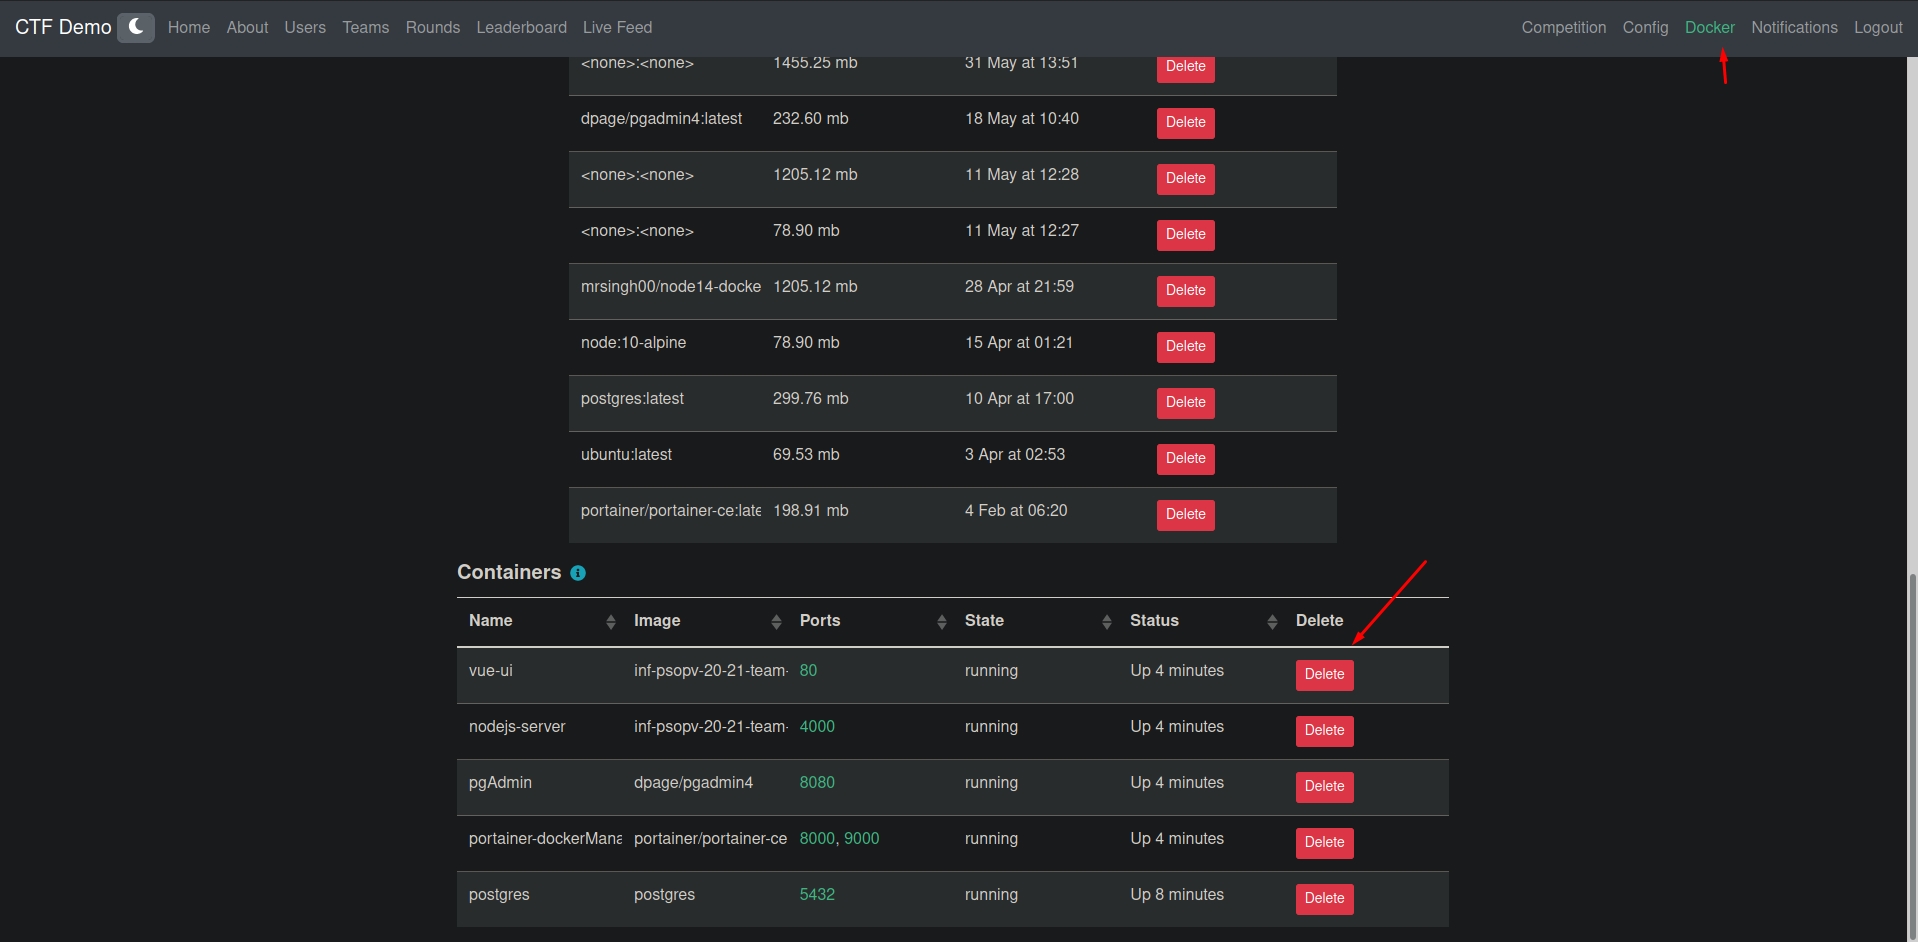 CTF Demo Home About Users Teams Rounds Leaderboard Live Feed Competition Config Docker Notifications Logout
<none>:<none> 1455.25 mb 31 May at 13:51 Delete
dpage/pgadmin4:latest 232.60 mb 18 May at 10:40 Delete
<none>:<none> 1205.12 mb 11 May at 12:28 Delete
<none>:<none> 78.90 mb 11 May at 12:27 Delete
mrsingh00/node14-docke 1205.12 mb 28 Apr at 21:59 Delete
node:10-alpine 78.90 mb 15 Apr at 01:21 Delete
postgres:latest 299.76 mb 10 Apr at 17:00 Delete
ubuntu:latest 69.53 mb 3 Apr at 02:53 Delete
portainer/portainer-ce:late 198.91 mb 4 Feb at 06:20 Delete
Containers
Name Image Ports State Status Delete
vue-ui inf-psopv-20-21-team- 80 running Up 4 minutes Delete
nodejs-server inf-psopv-20-21-team- 4000 running Up 4 minutes Delete
pgAdmin dpage/pgadmin4 8080 running Up 4 minutes Delete
portainer-dockerMana portainer/portainer-ce 8000, 9000 running Up 4 minutes Delete
postgres postgres 5432 running Up 8 minutes Delete